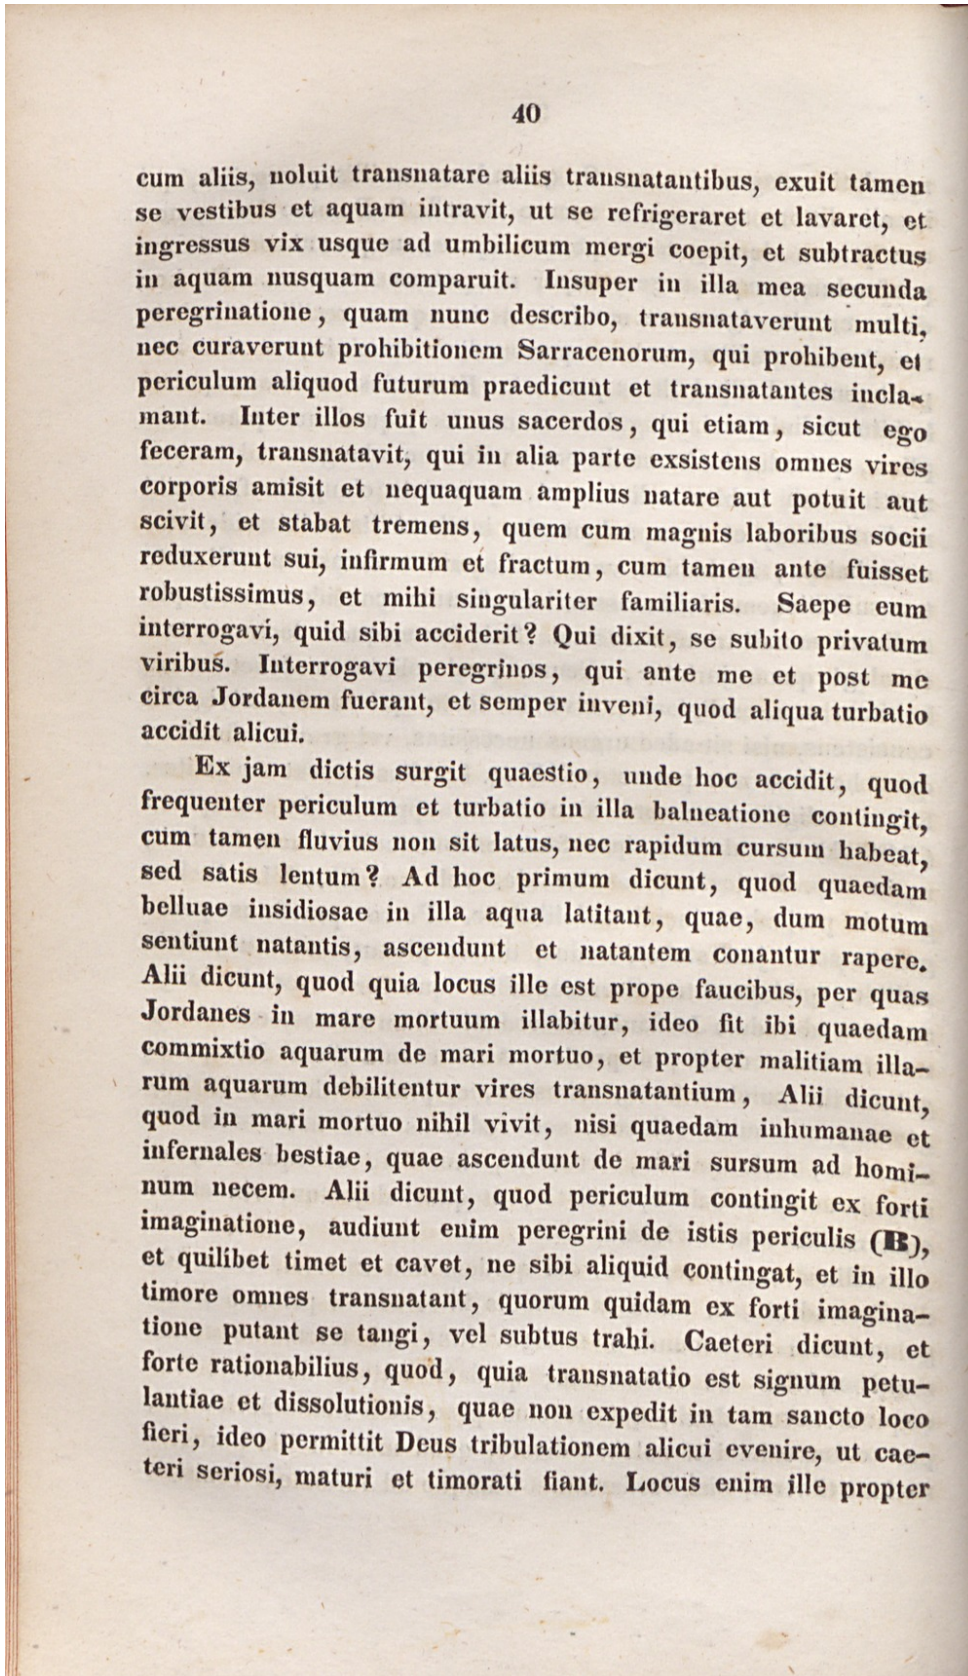 40
cum aliis, noluit transnatare aliis transnatantibus, exuit tamen
se vestibus et aquam intravit, ut se refrigeraret et lavaret, et
ingressus vix usque ad umbilicum mergi coepit, et subtractus
in aquam nusquam comparuit. Insuper in illa mea secunda
peregrinatione, quam nunc describo, transnataverunt multi,
nec curaverunt prohibitionem Sarracenorum, qui prohibent, et
periculum aliquod futurum praedicunt et transnatantes incla-
mant. Inter illos fuit unus sacerdos, qui etiam, sicut ego
feceram, transnatavit, qui in alia parte exsistens omnes vires
corporis amisit et nequaquam amplius natare aut potuit aut
scivit, et stabat tremens, quem cum magnis laboribus socii
reduxerunt sui, infirmum et fractum, cum tamen ante fuisset
robustissimus, et mihi singulariter familiaris. Saepe eum
interrogavi, quid sibi acciderit? Qui dixit, se subito privatum
viribus. Interrogavi peregrinos, qui ante me et post me
circa Jordanem fuerant, et semper inveni, quod aliqua turbatio
accidit alicui.
Ex jam dictis surgit quaestio, unde hoc accidit, quod
frequenter periculum et turbatio in illa balneatione contingit,
cum tamen fluvius non sit latus, nec rapidum cursum habeat,
sed satis lentum? Ad hoc primum dicunt, quod quaedam
belluae insidiosae in illa aqua latitant, quae, dum motum
sentiunt natantis, ascendunt et natantem conantur rapere.
Alii dicunt, quod quia locus ille est prope faucibus, per quas
Jordanes in mare mortuum illabitur, ideo fit ibi quaedam
commixtio aquarum de mari mortuo, et propter malitiam illa-
rum aquarum debilitentur vires transnatantium, Alii dicunt,
quod in mari mortuo nihil vivit, nisi quaedam inhumanae et
infernales bestiae, quae ascendunt de mari sursum ad homi-
num necem. Alii dicunt, quod periculum contingit ex forti
imaginatione, audiunt enim peregrini de istis periculis (B),
et quilibet timet et cavet, ne sibi aliquid contingat, et in illo
timore omnes transnatant, quorum quidam ex forti imagina-
tione putant se tangi, vel subtus trahi. Caeteri dicunt, et
forte rationabilius, quod, quia transnatatio est signum petu-
lantiae et dissolutionis, quae non expedit in tam sancto loco
fieri, ideo permittit Deus tribulationem alicui evenire, ut cae-
teri seriosi, maturi et timorati fiant. Locus enim ille propter